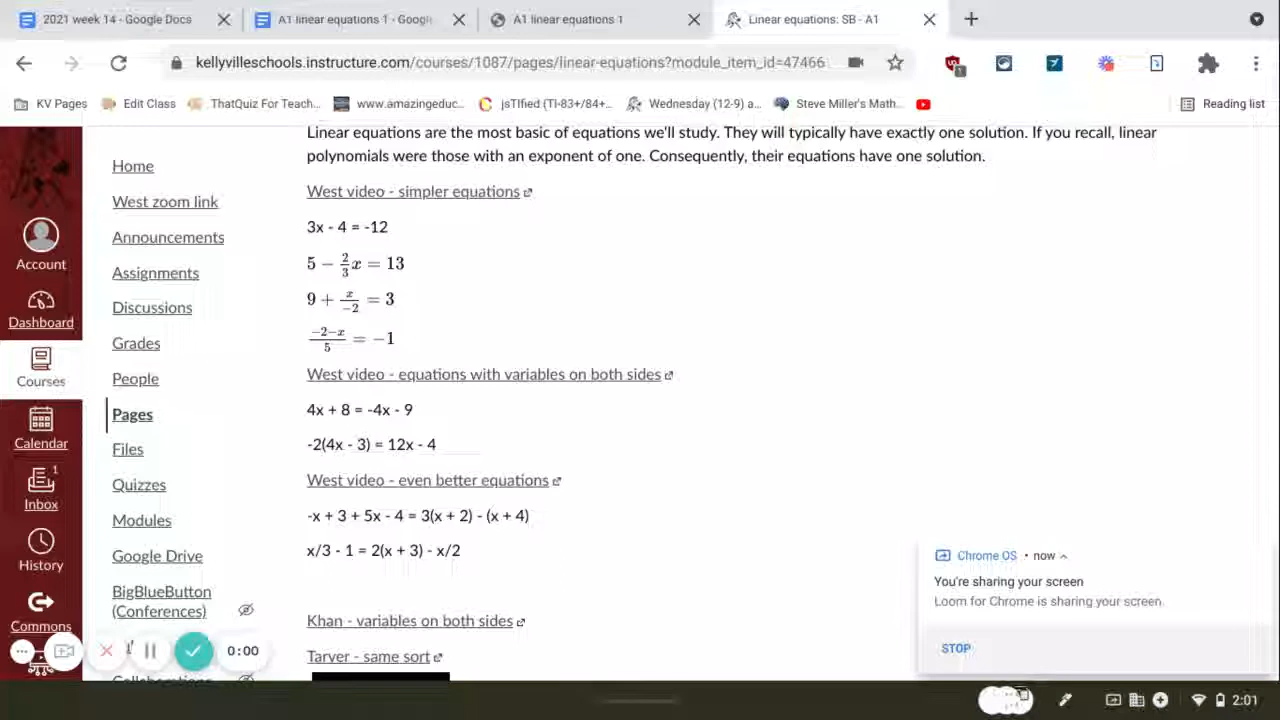 2021 week 14 - Google Docs
A1 linear equations 1 - Google
A1 linear equations 1
Linear equations: SB - A1
kellyvilleschools.instructure.com/courses/1087/pages/linear-equations?module_item_id=47466
KV Pages
Edit Class
ThatQuiz For Teach...
www.amazingeduc...
jsTIfied (TI-83+/84+...
Wednesday (12-9) a...
Steve Miller's Math...
Reading list
Linear equations are the most basic of equations we'll study. They will typically have exactly one solution. If you recall, linear
polynomials were those with an exponent of one. Consequently, their equations have one solution.
Account
Dashboard
Courses
Calendar
1
Inbox
History
Commons
Home
West zoom link
Announcements
Assignments
Discussions
Grades
People
Pages
Files
Quizzes
Modules
Google Drive
BigBlueButton
(Conferences)
West video - simpler equations
3x - 4 = -12
5 − 2/3 x = 13
9 + x/−2 = 3
−2−x/5 = −1
West video - equations with variables on both sides
4x + 8 = -4x - 9
-2(4x - 3) = 12x - 4
West video - even better equations
-x + 3 + 5x - 4 = 3(x + 2) - (x + 4)
x/3 - 1 = 2(x + 3) - x/2
Khan - variables on both sides
Tarver - same sort
0:00
Chrome OS • now
You're sharing your screen
Loom for Chrome is sharing your screen.
STOP
2:01